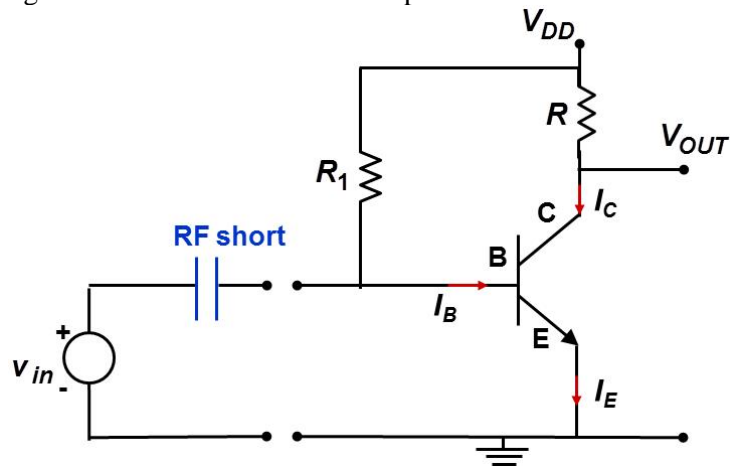 V_DD
R
V_OUT
R_1
C
I_C
RF short
B
I_B
E
+
v_in
-
I_E